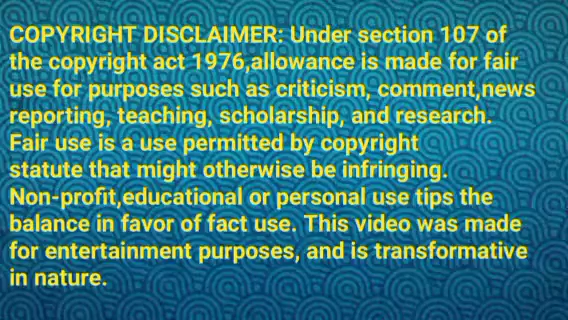 COPYRIGHT DISCLAIMER: Under section 107 of
the copyright act 1976,allowance is made for fair
use for purposes such as criticism, comment,news
reporting, teaching, scholarship, and research.
Fair use is a use permitted by copyright
statute that might otherwise be infringing.
Non-profit,educational or personal use tips the
balance in favor of fact use. This video was made
for entertainment purposes, and is transformative
in nature.